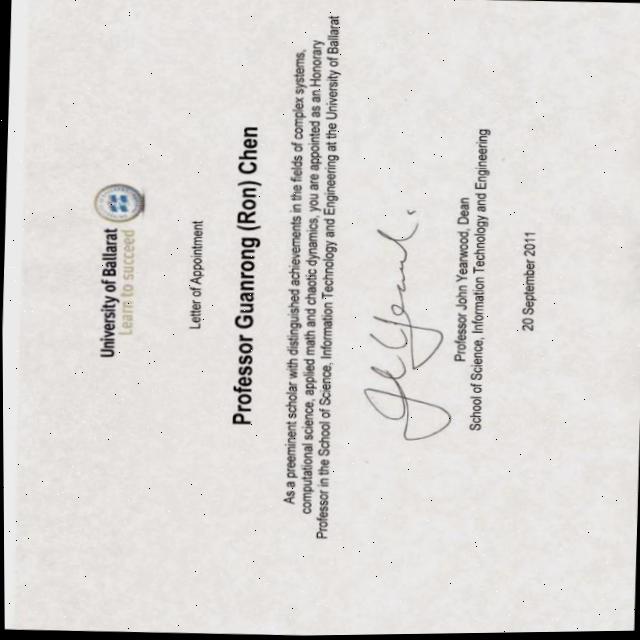 University of Ballarat
Learn to succeed
Letter of Appointment
Professor Guanrong (Ron) Chen
As a preeminent scholar with distinguished achievements in the fields of complex systems,
computational science, applied math and chaotic dynamics, you are appointed as an Honorary
Professor in the School of Science, Information Technology and Engineering at the University of Ballarat
Professor John Yearwood, Dean
School of Science, Information Technology and Engineering
20 September 2011